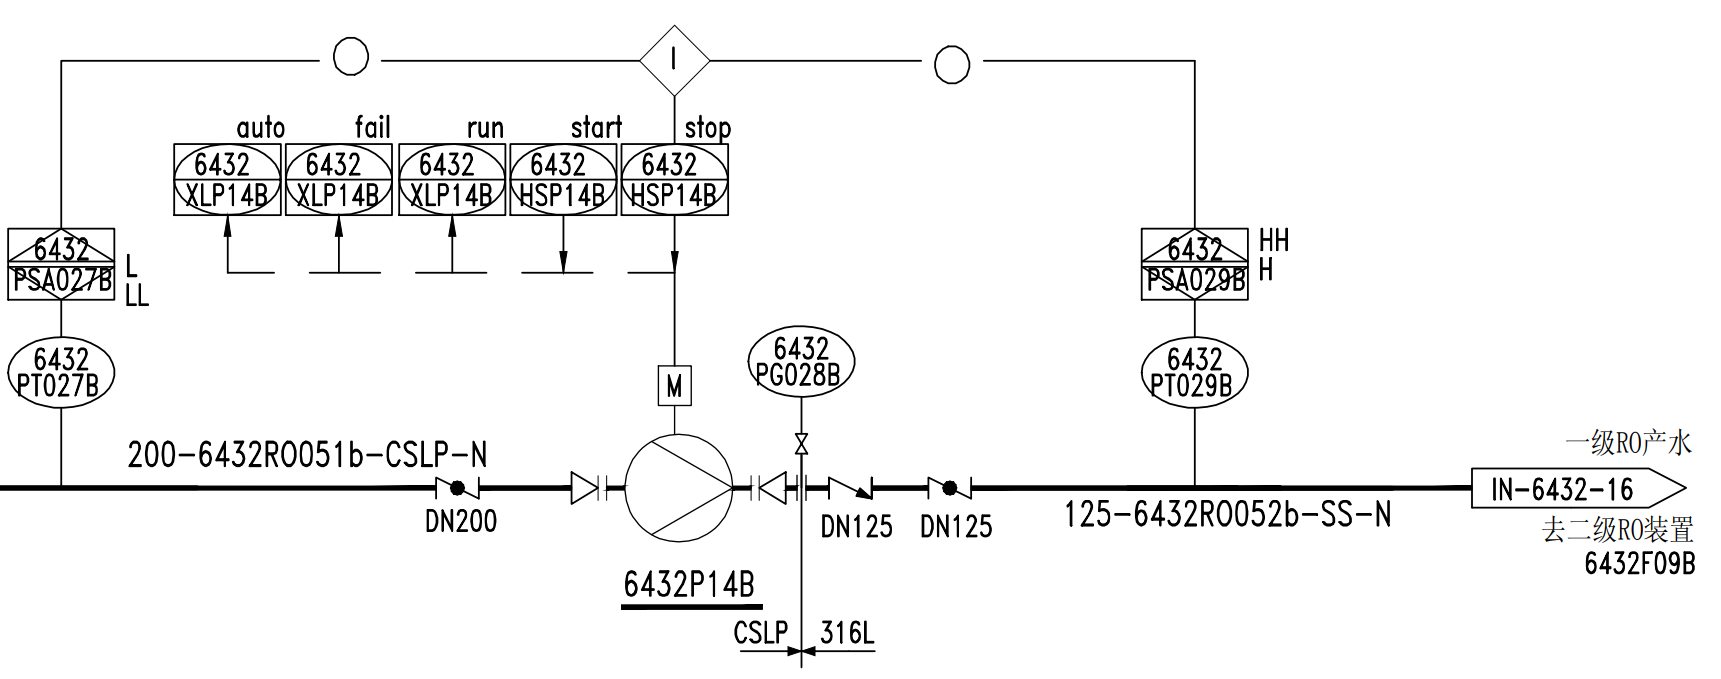 I
auto
fail
run
start
stop
6432
XLP14B
6432
XLP14B
6432
XLP14B
6432
HSP14B
6432
HSP14B
6432
PSA027B
L
LL
6432
PSA029B
HH
H
6432
PT027B
M
6432
PG028B
6432
PT029B
200-6432RO051b-CSLP-N
DN200
DN125
DN125
125-6432RO052b-SS-N
一级RO产水
IN-6432-16
去二级RO装置
6432F09B
6432P14B
CSLP
316L